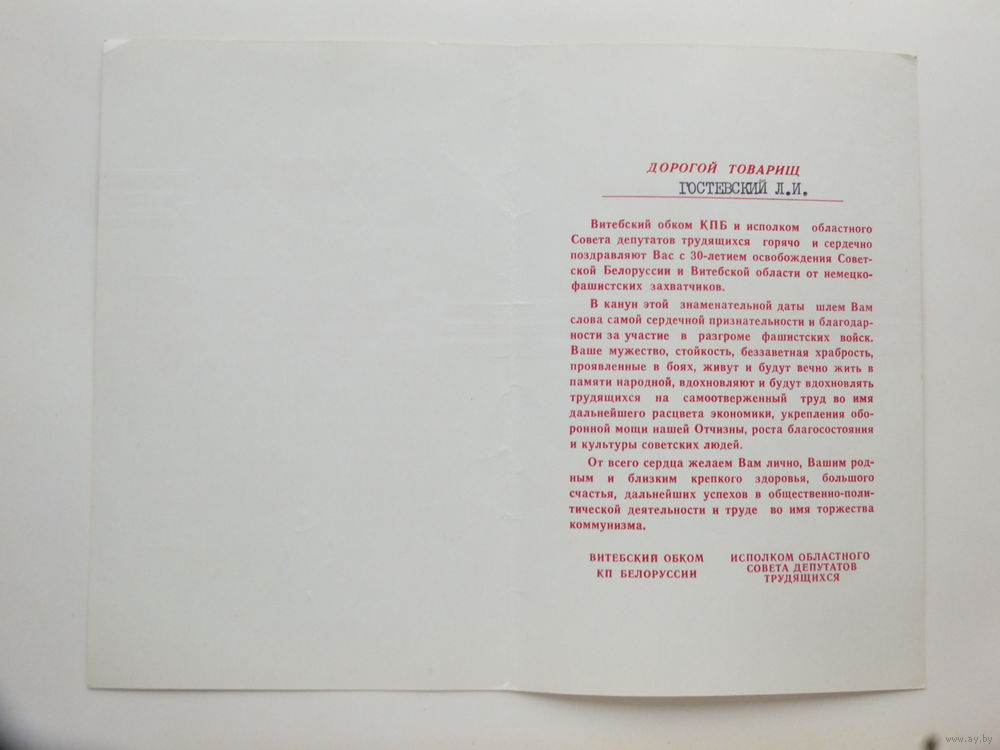 ДОРОГОЙ ТОВАРИЩ
ГОСТЕВСКИЙ Л.И.
Витебский обком КПБ и исполком областного
Совета депутатов трудящихся горячо и сердечно
поздравляют Вас с 30-летием освобождения Совет-
ской Белоруссии и Витебской области от немецко-
фашистских захватчиков.
В канун этой знаменательной даты шлем Вам
слова самой сердечной признательности и благодар-
ности за участие в разгроме фашистских войск.
Ваше мужество, стойкость, беззаветная храбрость,
проявленные в боях, живут и будут вечно жить в
памяти народной, вдохновляют и будут вдохновлять
трудящихся на самоотверженный труд во имя
дальнейшего расцвета экономики, укрепления обо-
ронной мощи нашей Отчизны, роста благосостояния
и культуры советских людей.
От всего сердца желаем Вам лично, Вашим род-
ным и близким крепкого здоровья, большого
счастья, дальнейших успехов в общественно-поли-
тической деятельности и труде во имя торжества
коммунизма.
ВИТЕБСКИЙ ОБКОМ
КП БЕЛОРУССИИ
ИСПОЛКОМ ОБЛАСТНОГО
СОВЕТА ДЕПУТАТОВ
ТРУДЯЩИХСЯ
www.ay.by